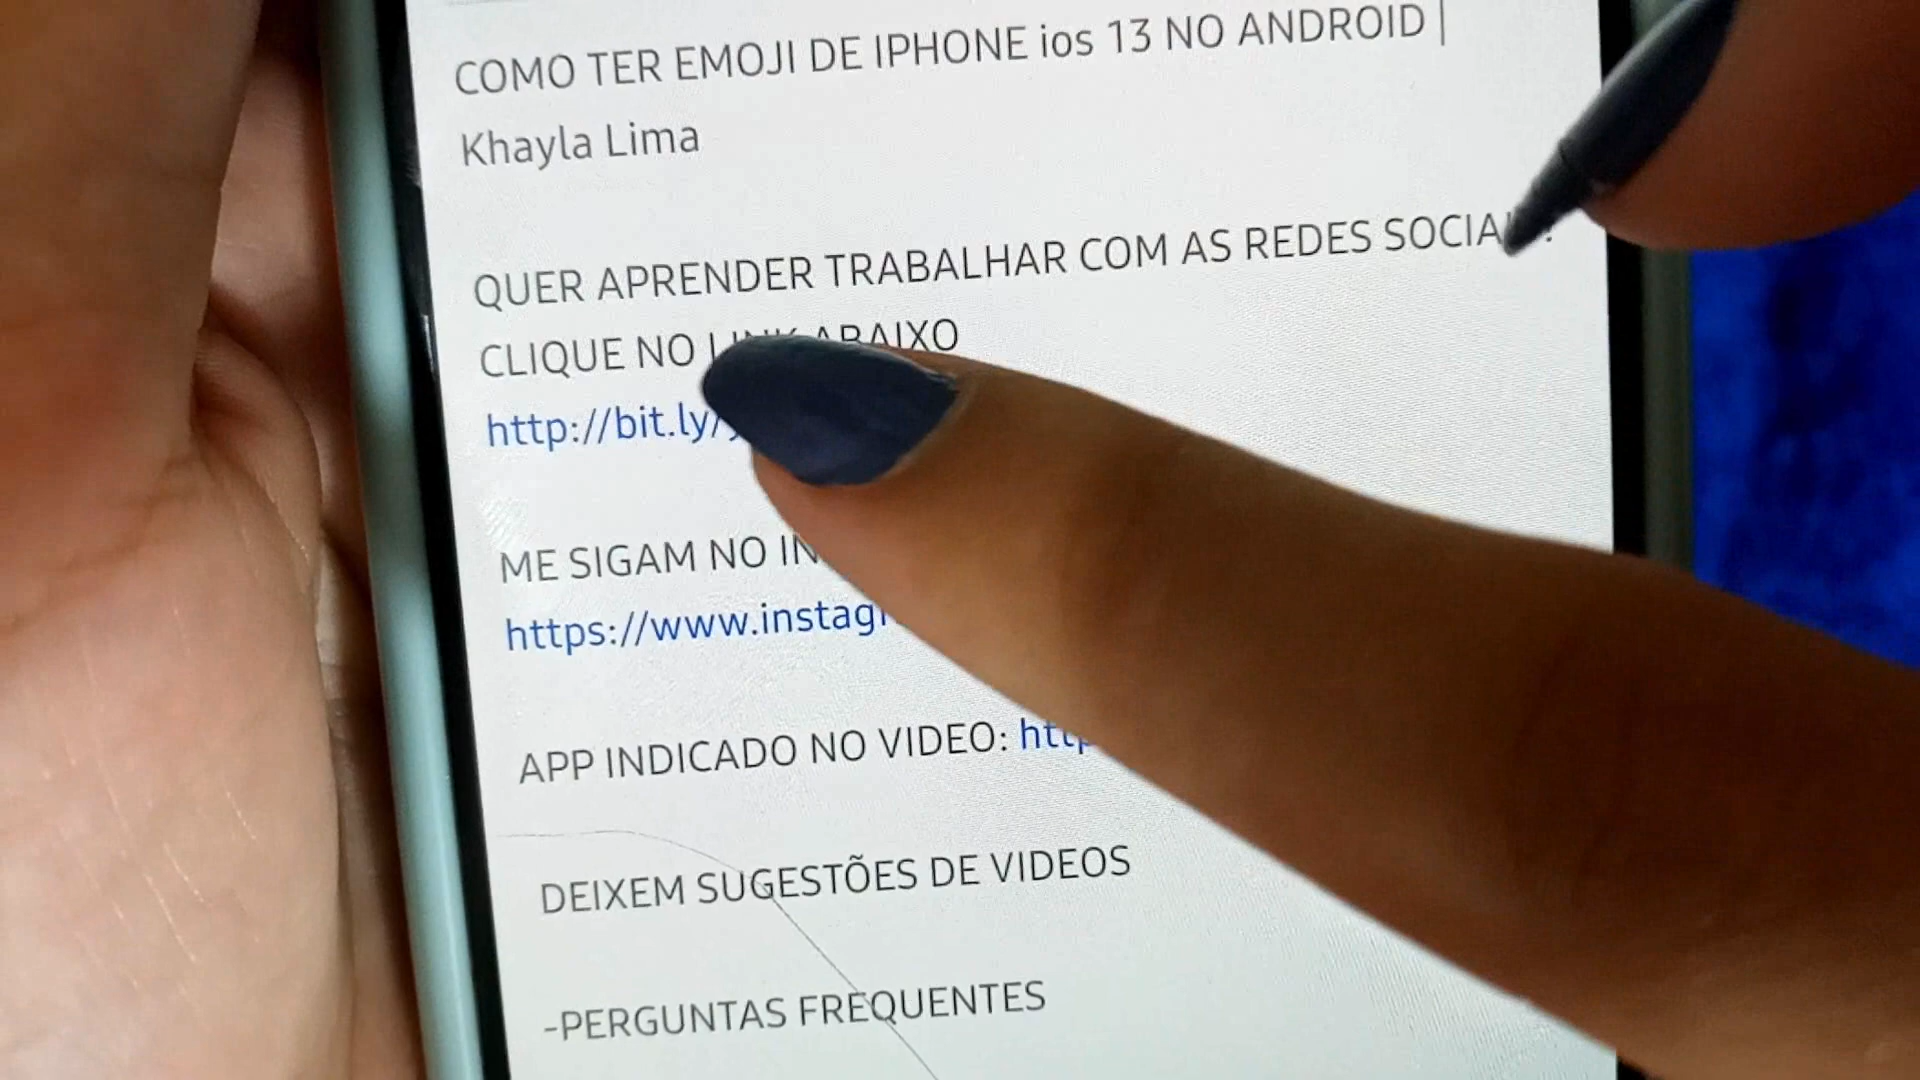 COMO TER EMOJI DE IPHONE ios 13 NO ANDROID |
Khayla Lima
QUER APRENDER TRABALHAR COM AS REDES
CLIQUE NO ABAIXO
http://bit.ly/
ME SIGAM NO
https://www.instag
APP INDICADO NO VIDEO:
DEIXEM SUGESTÕES DE VIDEOS
-PERGUNTAS FREQUENTES